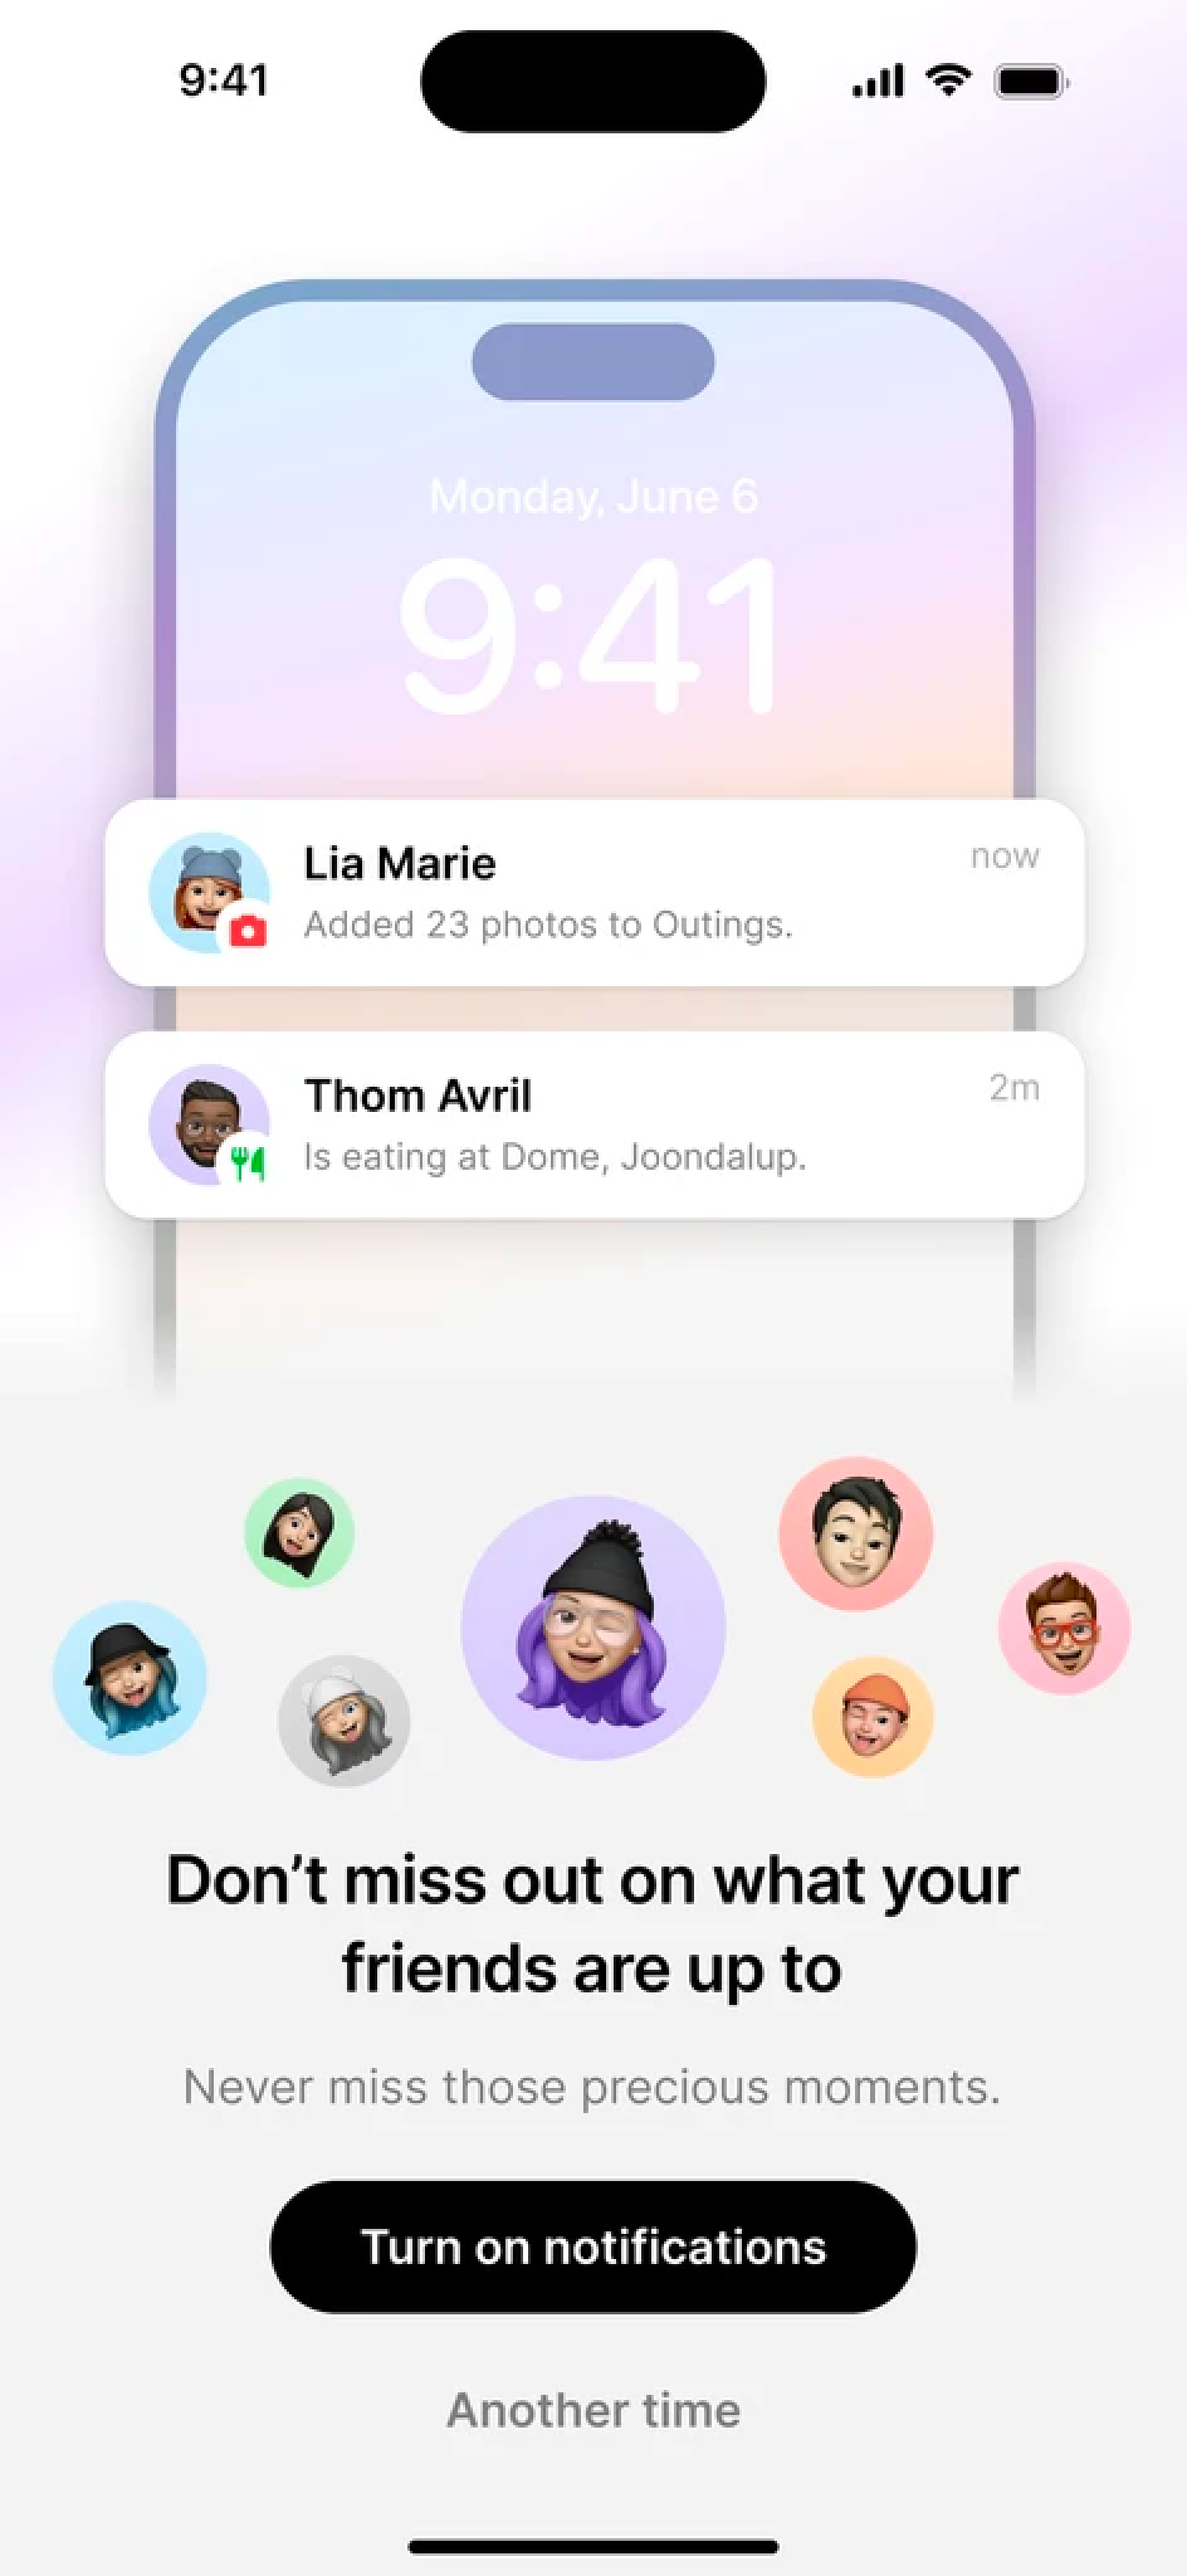 9:41
Monday, June 6
9:41
Lia Marie
now
Added 23 photos to Outings.
Thom Avril
2m
Is eating at Dome, Joondalup.
Don’t miss out on what your
friends are up to
Never miss those precious moments.
Turn on notifications
Another time